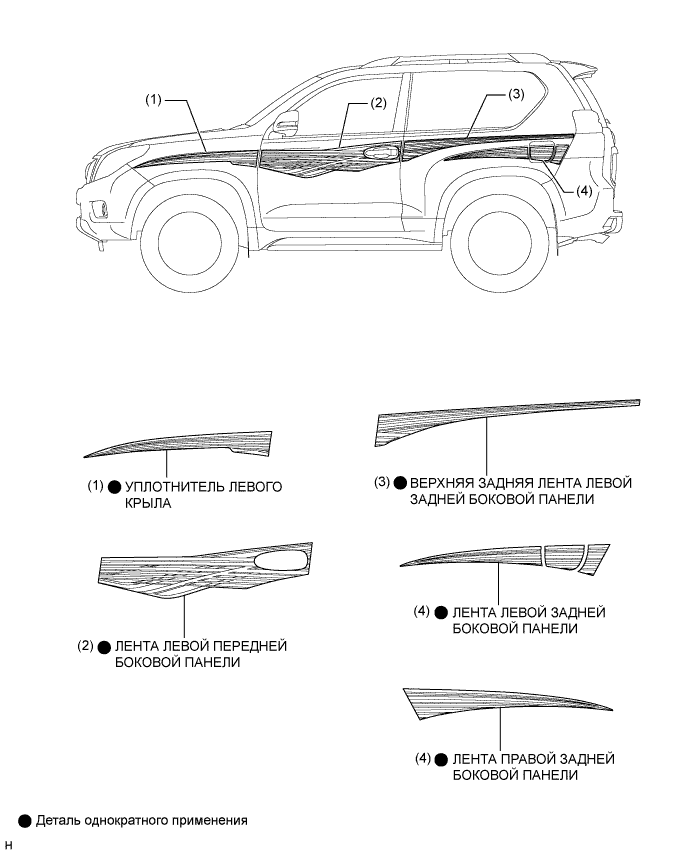 (1)
(2)
(3)
(4)
(1) ● УПЛОТНИТЕЛЬ ЛЕВОГО
КРЫЛА
(3) ● ВЕРХНЯЯ ЗАДНЯЯ ЛЕНТА ЛЕВОЙ
ЗАДНЕЙ БОКОВОЙ ПАНЕЛИ
(2) ● ЛЕНТА ЛЕВОЙ ПЕРЕДНЕЙ
БОКОВОЙ ПАНЕЛИ
(4) ● ЛЕНТА ЛЕВОЙ ЗАДНЕЙ
БОКОВОЙ ПАНЕЛИ
(4) ● ЛЕНТА ПРАВОЙ ЗАДНЕЙ
БОКОВОЙ ПАНЕЛИ
● Деталь однократного применения
H